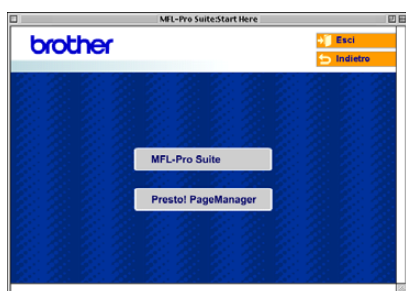 MFL-Pro Suite:Start Here
brother
Esci
Indietro
MFL-Pro Suite
Presto! PageManager